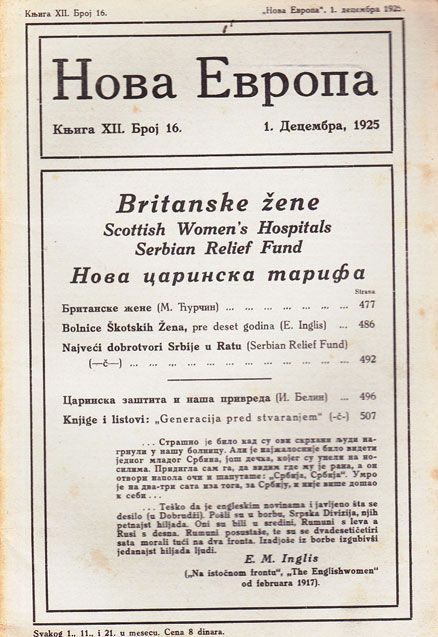 Књига XII. Број 16.
„Нова Европа", 1. децембра 1925.
Нова Европа
Књига XII. Број 16.
1. Децембра, 1925
Britanske žene
Scottish Women's Hospitals
Serbian Relief Fund
Нова царинска тарифа
Strana
Британске жене (М. Ћурчин) ... ... ... ... ... ... ... 477
Bolnice Škotskih Žena, pre deset godina (E. Inglis) ... 486
Najveći dobrotvori Srbije u Ratu (Serbian Relief Fund)
(—č—) ... ... ... ... ... ... ... ... ... ... 492
Царинска заштита и наша привреда (И. Белин) ... 496
Knjige i listovi: „Generacija pred stvaranjem" (-č-) 507
... Страшно је било кад су ови скрхани људи на-
грнули у нашу болницу. Али је најжалосније било видети
једног младог Србина, још дечка, којег су унели на но-
силима. Придигла сам га, да видим где му је рана, а он
отвори напола очи и шапуташе: „Србија, Србија". Умро
је на два-три сата иза тога, за Србију, и није више дошао
к себи ...
... Teško da je engleskim novinama i javljeno šta se
desilo (u Dobrudži). Pošli su u borbu, Srpska Divizija, njih
petnajst hiljada. Oni su bili u sredini, Rumuni s leva a
Rusi s desna. Rumuni posustaše, te su se dvadesetičetiri
sata morali tući na dva fronta. Izadjoše iz borbe izgubivši
jedanajst hiljada ljudi.
E. M. Inglis
(„Na istočnom frontu", „The Englishwomen"
od februara 1917).
Svakog 1., 11., i 21. u mesecu. Cena 8 dinara.